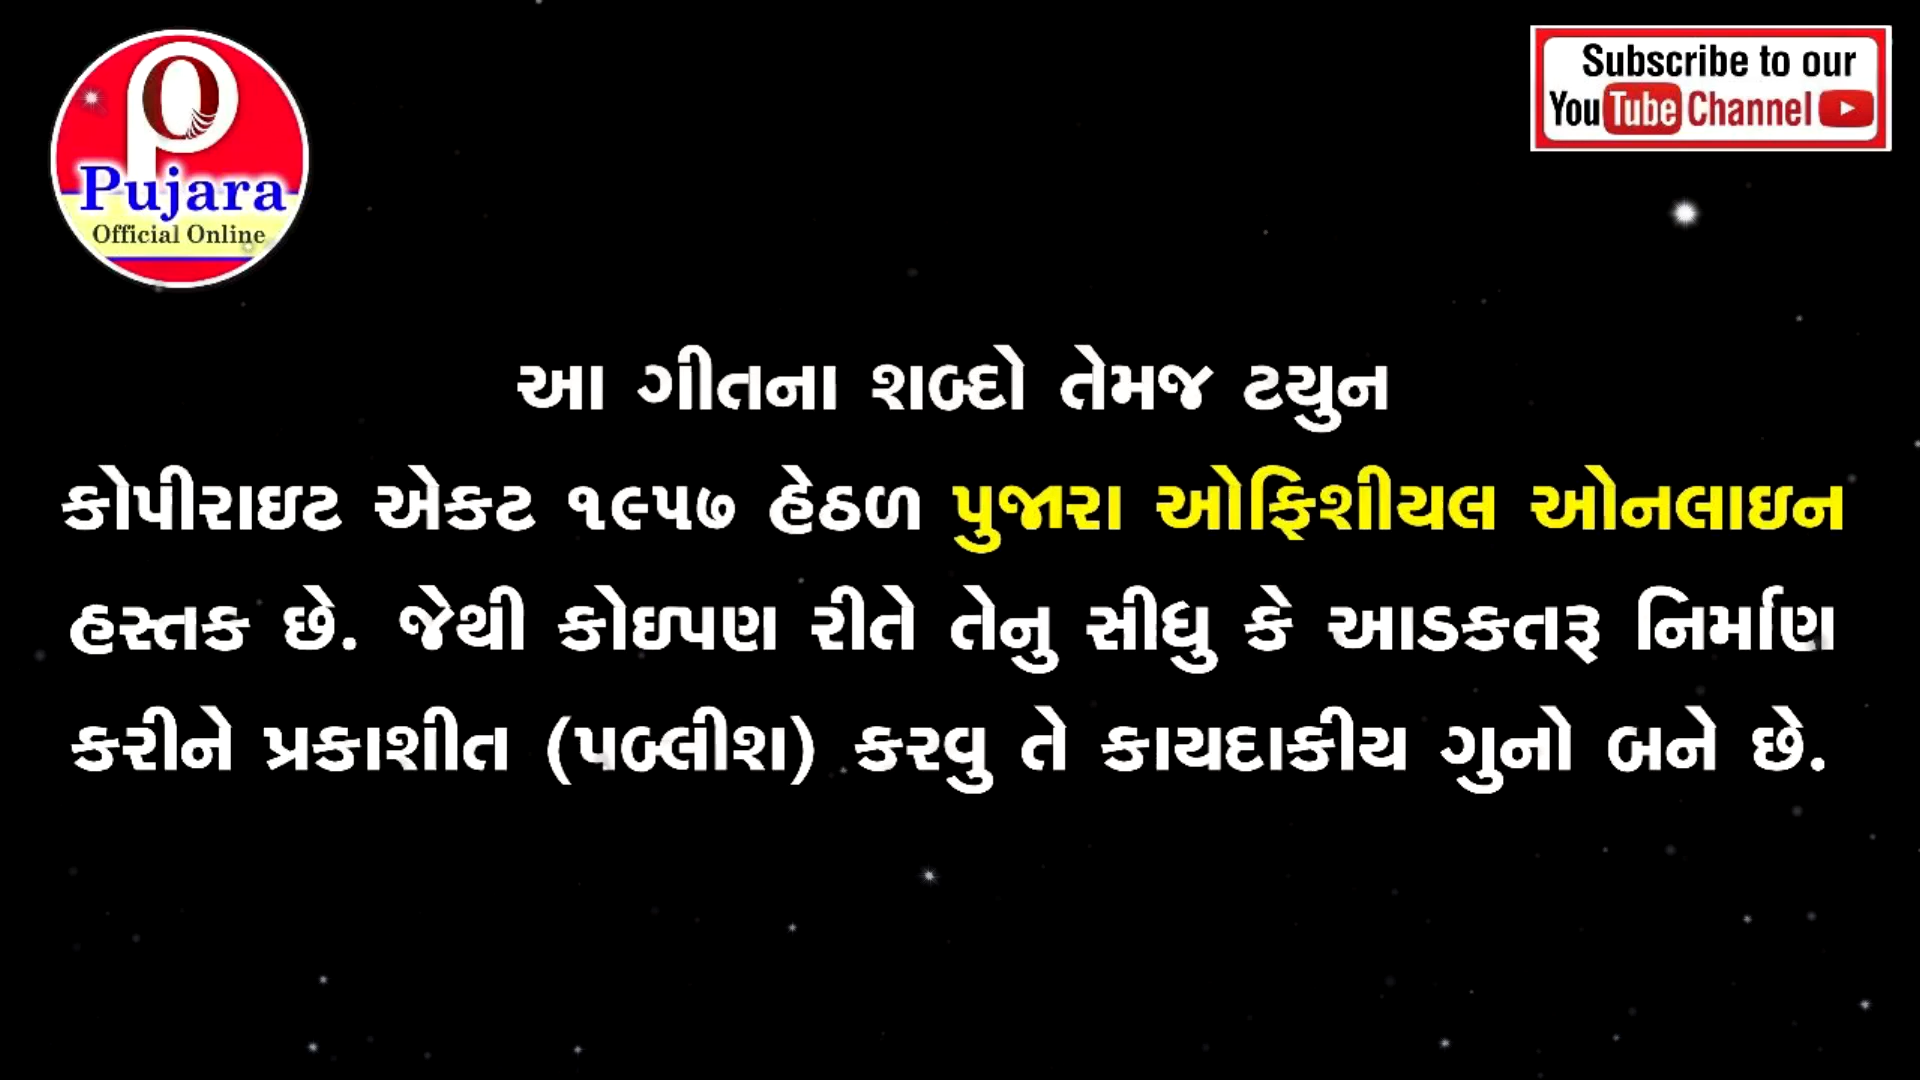 Pujara
Official Online
Subscribe to our
YouTube Channel
આ ગીતના શબ્દો તેમજ ટયુન
કોપીરાઇટ એકટ ૧૯૫૭ હેઠળ પુજારા ઓફિશીયલ ઓનલાઇન
હસ્તક છે. જેથી કોઇપણ રીતે તેનુ સીધુ કે આડકતરૂ નિર્માણ
કરીને પ્રકાશીત (પબ્લીશ) કરવુ તે કાયદાકીય ગુનો બને છે.